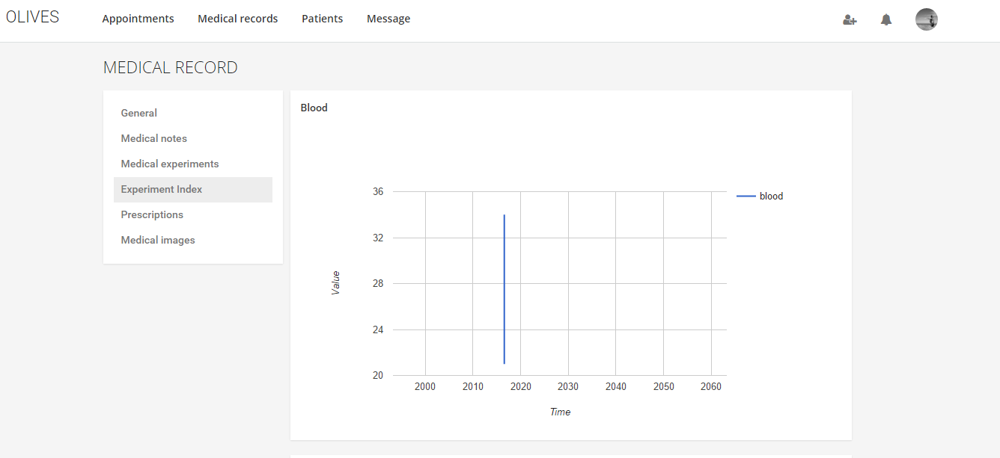 OLIVES
Appointments Medical records Patients Message
MEDICAL RECORD
General
Medical notes
Medical experiments
Experiment Index
Prescriptions
Medical images
Blood
36
32
28
24
20
Value
blood
2000 2010 2020 2030 2040 2050 2060
Time